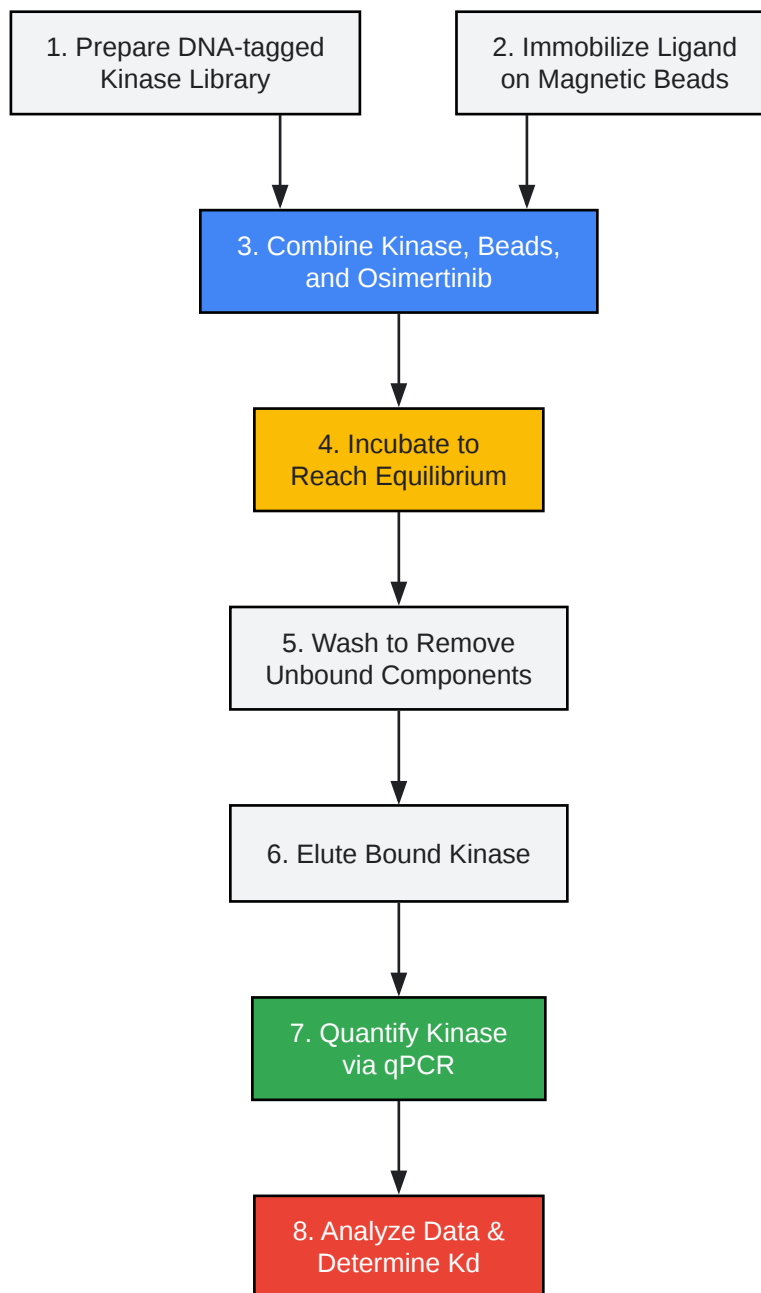 1. Prepare DNA-tagged
Kinase Library
2. Immobilize Ligand
on Magnetic Beads
3. Combine Kinase, Beads,
and Osimertinib
4. Incubate to
Reach Equilibrium
5. Wash to Remove
Unbound Components
6. Elute Bound Kinase
7. Quantify Kinase
via qPCR
8. Analyze Data &
Determine Kd